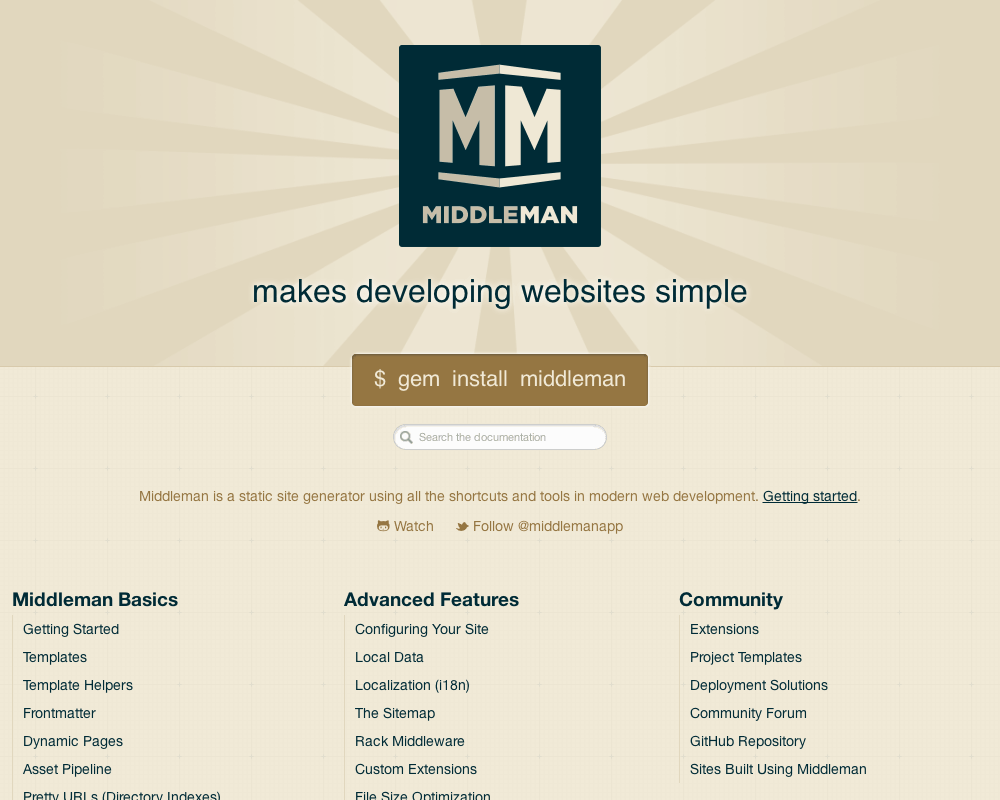 MM
MIDDLEMAN
makes developing websites simple
$ gem install middleman
Search the documentation
Middleman is a static site generator using all the shortcuts and tools in modern web development. Getting started.
Watch Follow @middlemanapp
Middleman Basics
Getting Started
Templates
Template Helpers
Frontmatter
Dynamic Pages
Asset Pipeline
Pretty URLs (Directory Indexes)
Advanced Features
Configuring Your Site
Local Data
Localization (i18n)
The Sitemap
Rack Middleware
Custom Extensions
File Size Optimization
Community
Extensions
Project Templates
Deployment Solutions
Community Forum
GitHub Repository
Sites Built Using Middleman